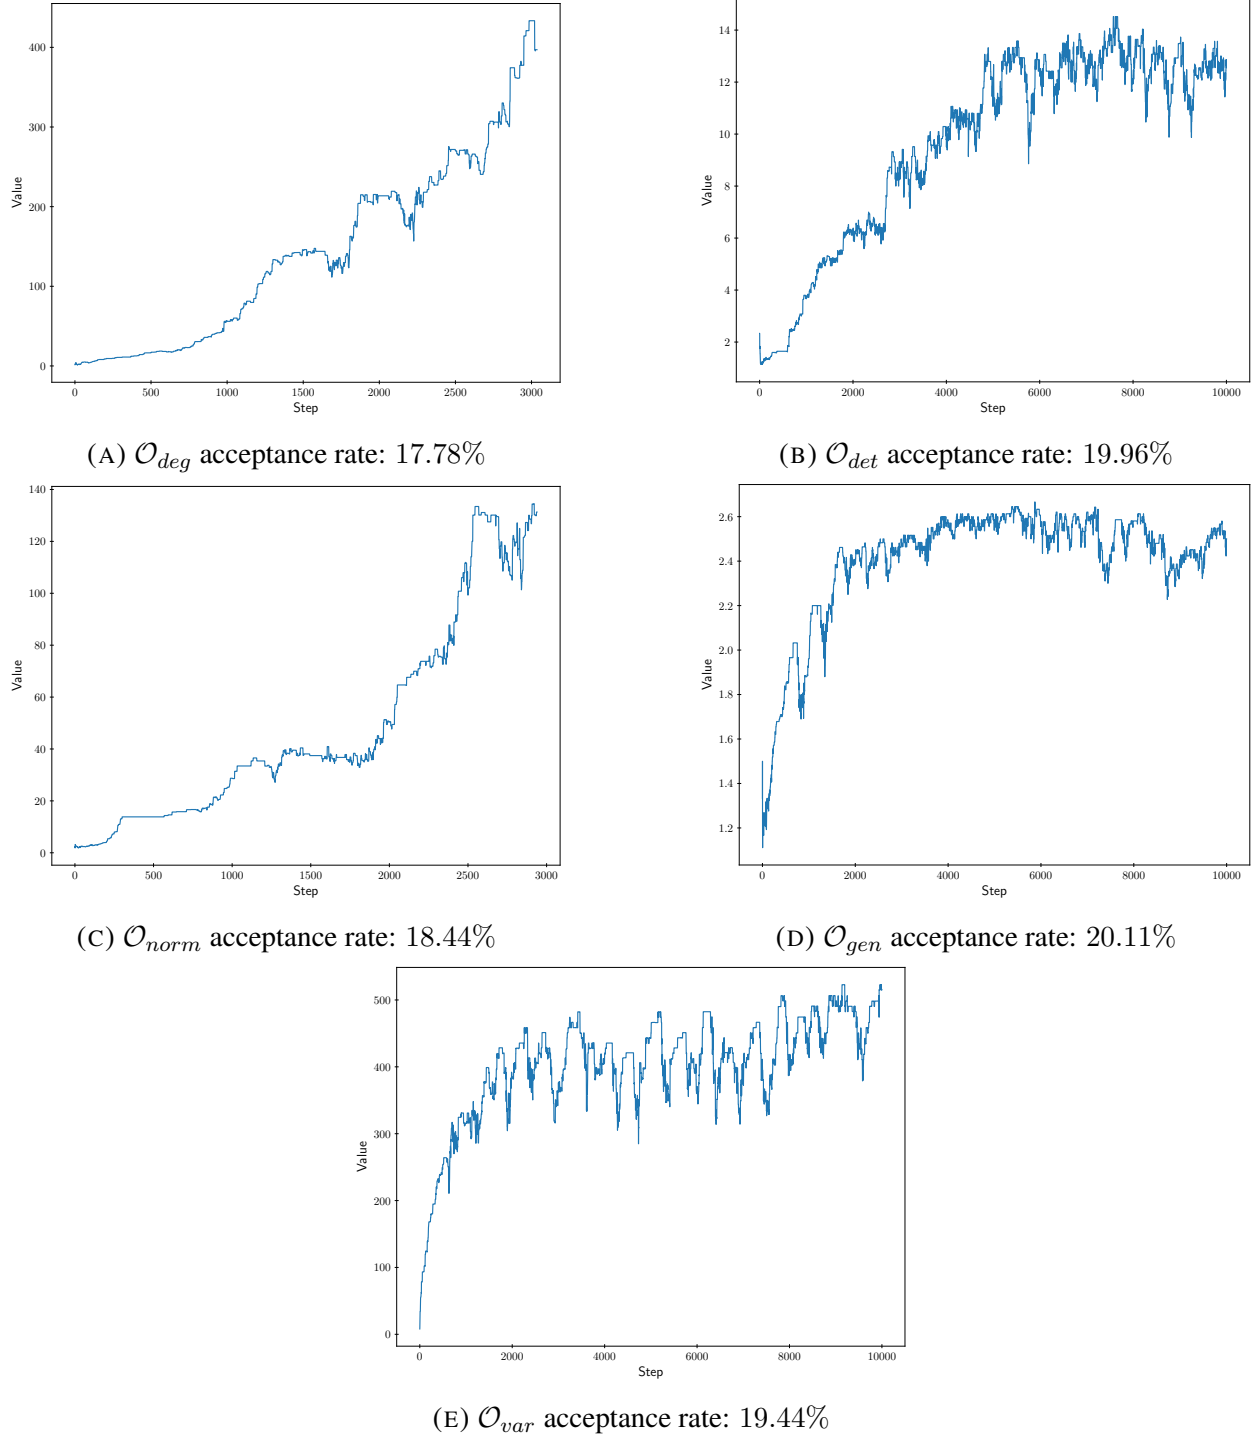 400
300
200
100
0
Value
0 500 1000 1500 2000 2500 3000
Step
(A) 𝒪_deg acceptance rate: 17.78%
14
12
10
8
6
4
2
Value
0 2000 4000 6000 8000 10000
Step
(B) 𝒪_det acceptance rate: 19.96%
140
120
100
80
60
40
20
0
Value
0 500 1000 1500 2000 2500 3000
Step
(C) 𝒪_norm acceptance rate: 18.44%
2.6
2.4
2.2
2.0
1.8
1.6
1.4
1.2
Value
0 2000 4000 6000 8000 10000
Step
(D) 𝒪_gen acceptance rate: 20.11%
500
400
300
200
100
0
Value
0 2000 4000 6000 8000 10000
Step
(E) 𝒪_var acceptance rate: 19.44%